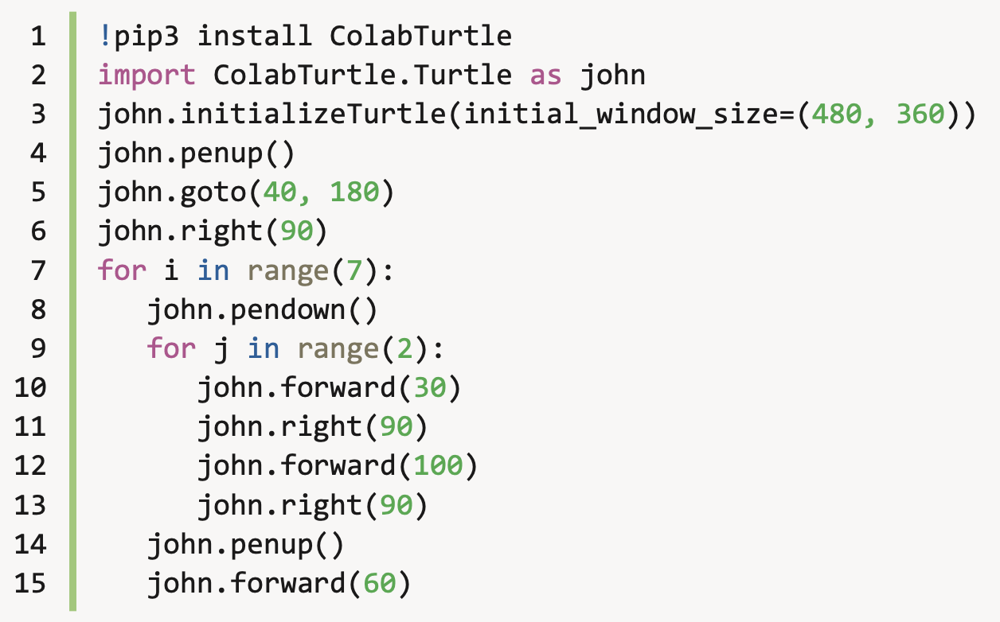 1 !pip3 install ColabTurtle
2 import ColabTurtle.Turtle as john
3 john.initializeTurtle(initial_window_size=(480, 360))
4 john.penup()
5 john.goto(40, 180)
6 john.right(90)
7 for i in range(7):
8    john.pendown()
9    for j in range(2):
10       john.forward(30)
11       john.right(90)
12       john.forward(100)
13       john.right(90)
14    john.penup()
15    john.forward(60)